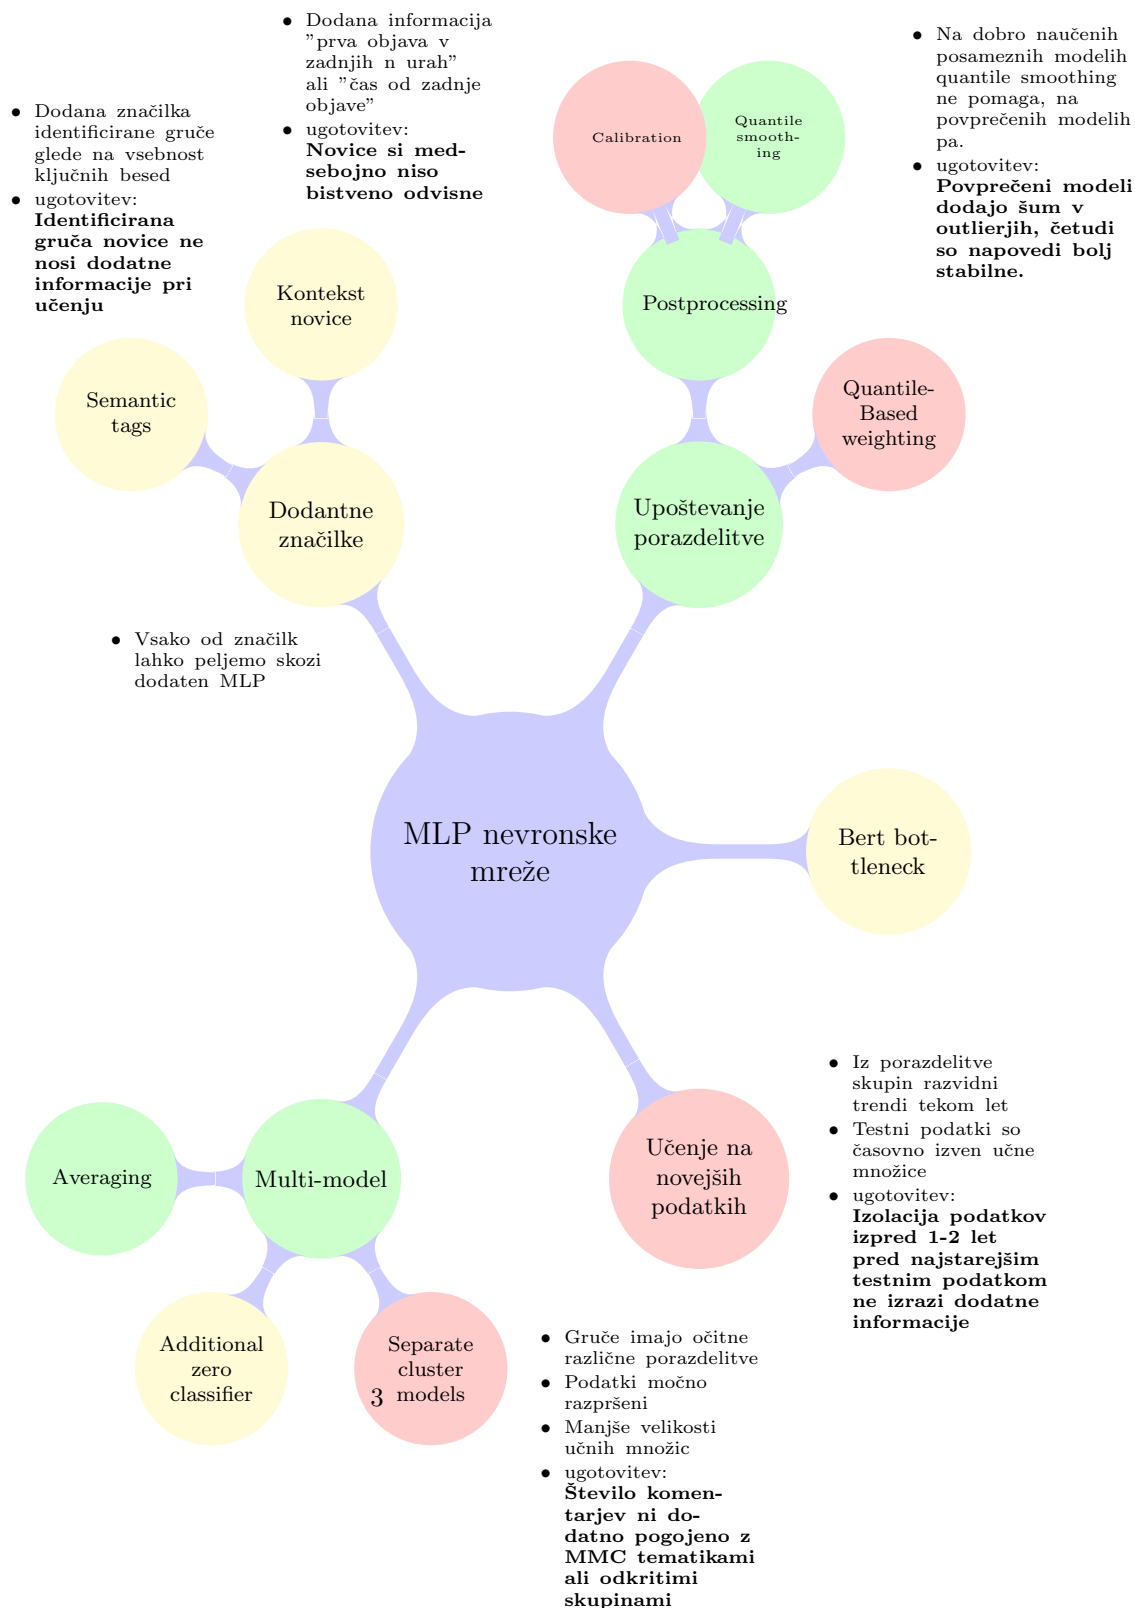 • Dodana informacija
"prva objava v
zadnjih n urah"
ali "čas od zadnje
objave"
• ugotovitev:
Novice si med-
sebojno niso
bistveno odvisne
• Na dobro naučenih
posameznih modelih
quantile smoothing
ne pomaga, na
povprečenih modelih
pa.
• ugotovitev:
Povprečeni modeli
dodajo šum v
outlierjih, četudi
so napovedi bolj
stabilne.
• Dodana značilka
identificirane gruče
glede na vsebnost
ključnih besed
• ugotovitev:
Identificirana
gruča novice ne
nosi dodatne
informacije pri
učenju
Calibration
Quantile
smooth-
ing
Kontekst
novice
Postprocessing
Semantic
tags
Quantile-
Based
weighting
Dodantne
značilke
Upoštevanje
porazdelitve
• Vsako od značilk
lahko peljemo skozi
dodaten MLP
MLP nevronske
mreže
Bert bot-
tleneck
• Iz porazdelitve
skupin razvidni
trendi tekom let
• Testni podatki so
časovno izven učne
množice
• ugotovitev:
Izolacija podatkov
izpred 1-2 let
pred najstarejšim
testnim podatkom
ne izrazi dodatne
informacije
Averaging
Multi-model
Učenje na
novejših
podatkih
Additional
zero
classifier
Separate
cluster
models
3
• Gruče imajo očitne
različne porazdelitve
• Podatki močno
razpršeni
• Manjše velikosti
učnih množic
• ugotovitev:
Število komen-
tarjev ni do-
datno pogojeno z
MMC tematikami
ali odkritimi
skupinami